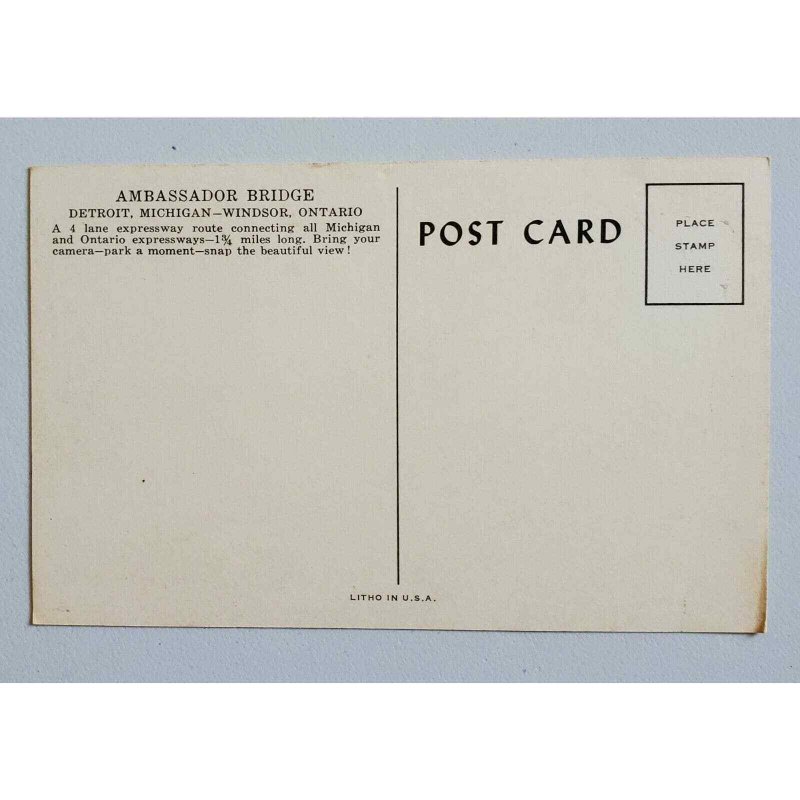 AMBASSADOR BRIDGE
DETROIT, MICHIGAN—WINDSOR, ONTARIO
A 4 lane expressway route connecting all Michigan
and Ontario expressways—1¾ miles long. Bring your
camera—park a moment—snap the beautiful view!
POST CARD
PLACE
STAMP
HERE
LITHO IN U.S.A.